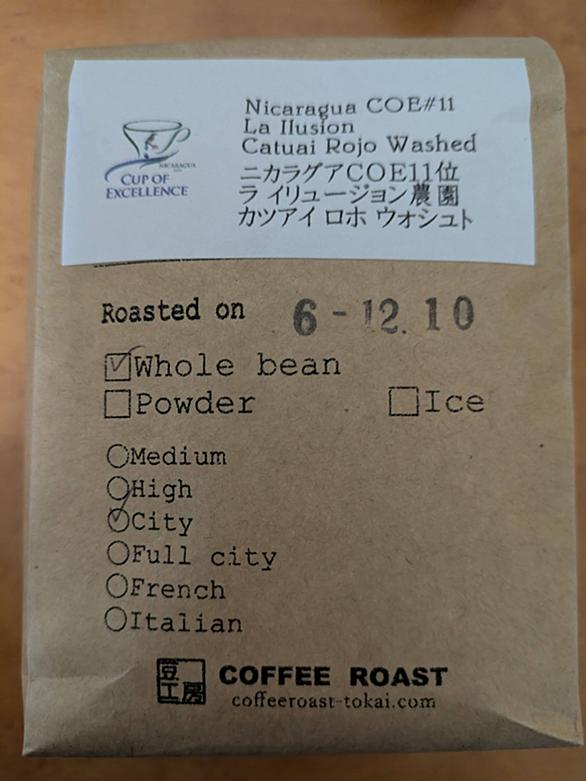 Nicaragua COE#11
La Ilusion
Catuai Rojo Washed
ニカラグアCOE11位
ラ イリュージョン農園
カツアイ ロホ ウオシュト
NICARAGUA
CUP OF
EXCELLENCE
Roasted on 6-12.10
Whole bean
Powder Ice
Medium
High
City
Full city
French
Italian
豆工房 COFFEE ROAST
coffeeroast-tokai.com